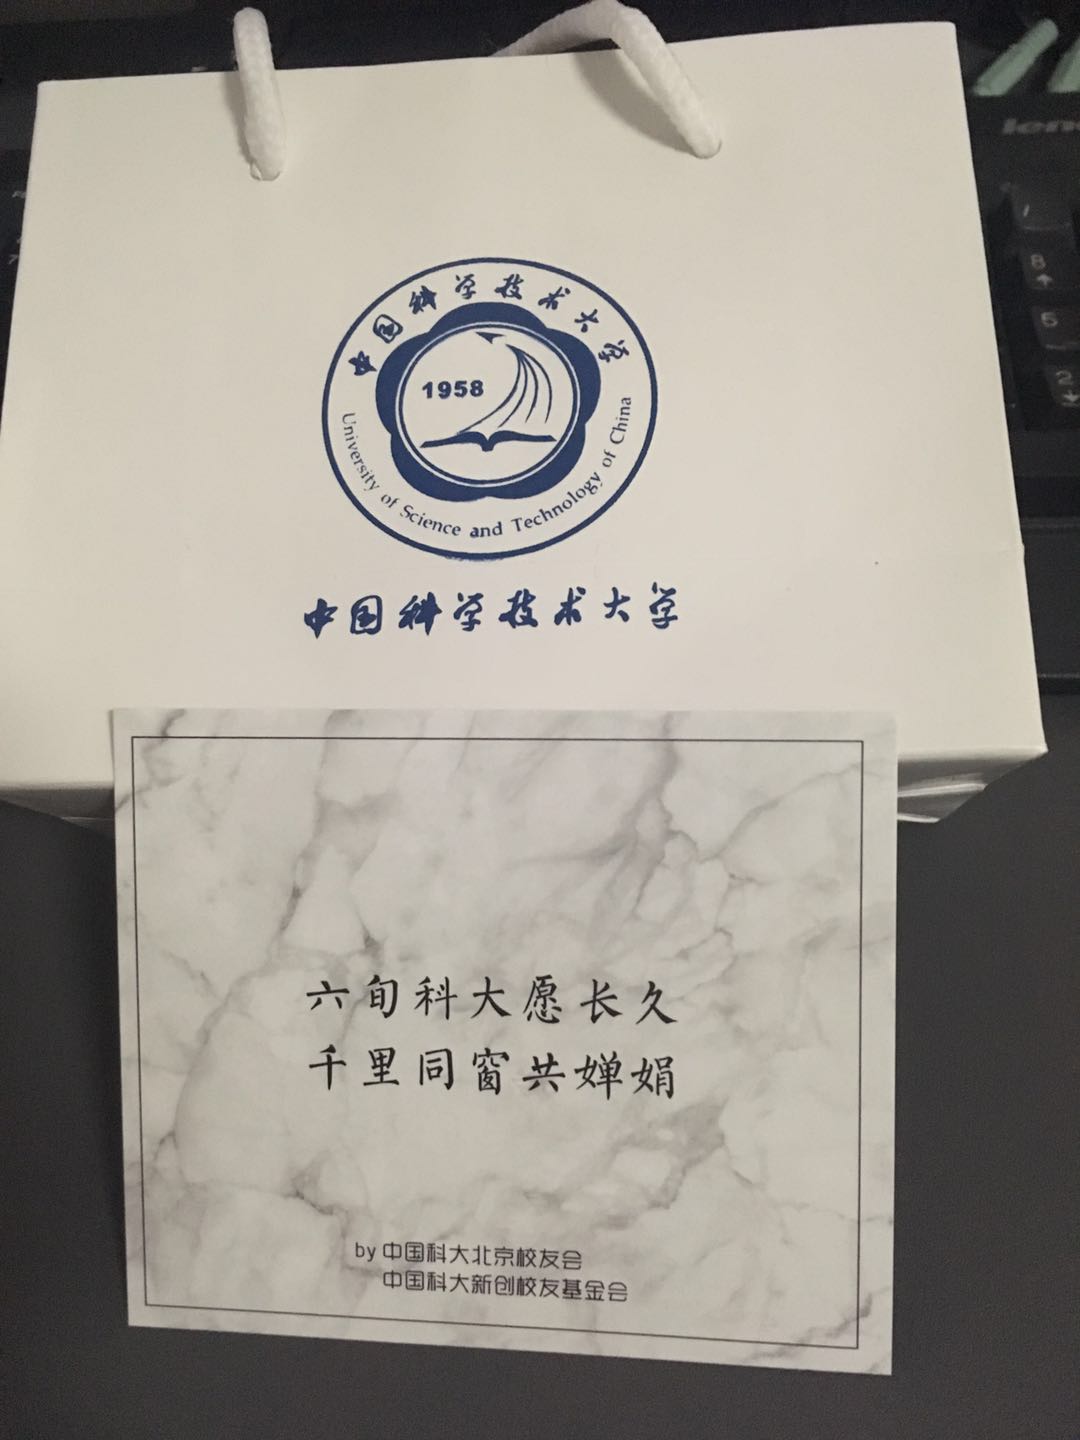 中国科学技术大学
1958
University of Science and Technology of China
中国科学技术大学
六旬科大愿长久
千里同窗共婵娟
by 中国科大北京校友会
中国科大新创校友基金会
8
5
2